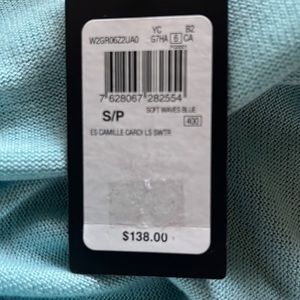 W2GR06Z2UA0 YC B2
G7HA 6 CA
7 628067 282554
S/P SOFT WAVES BLUE
400
ES CAMILLE CARDI LS SWTR
$138.00